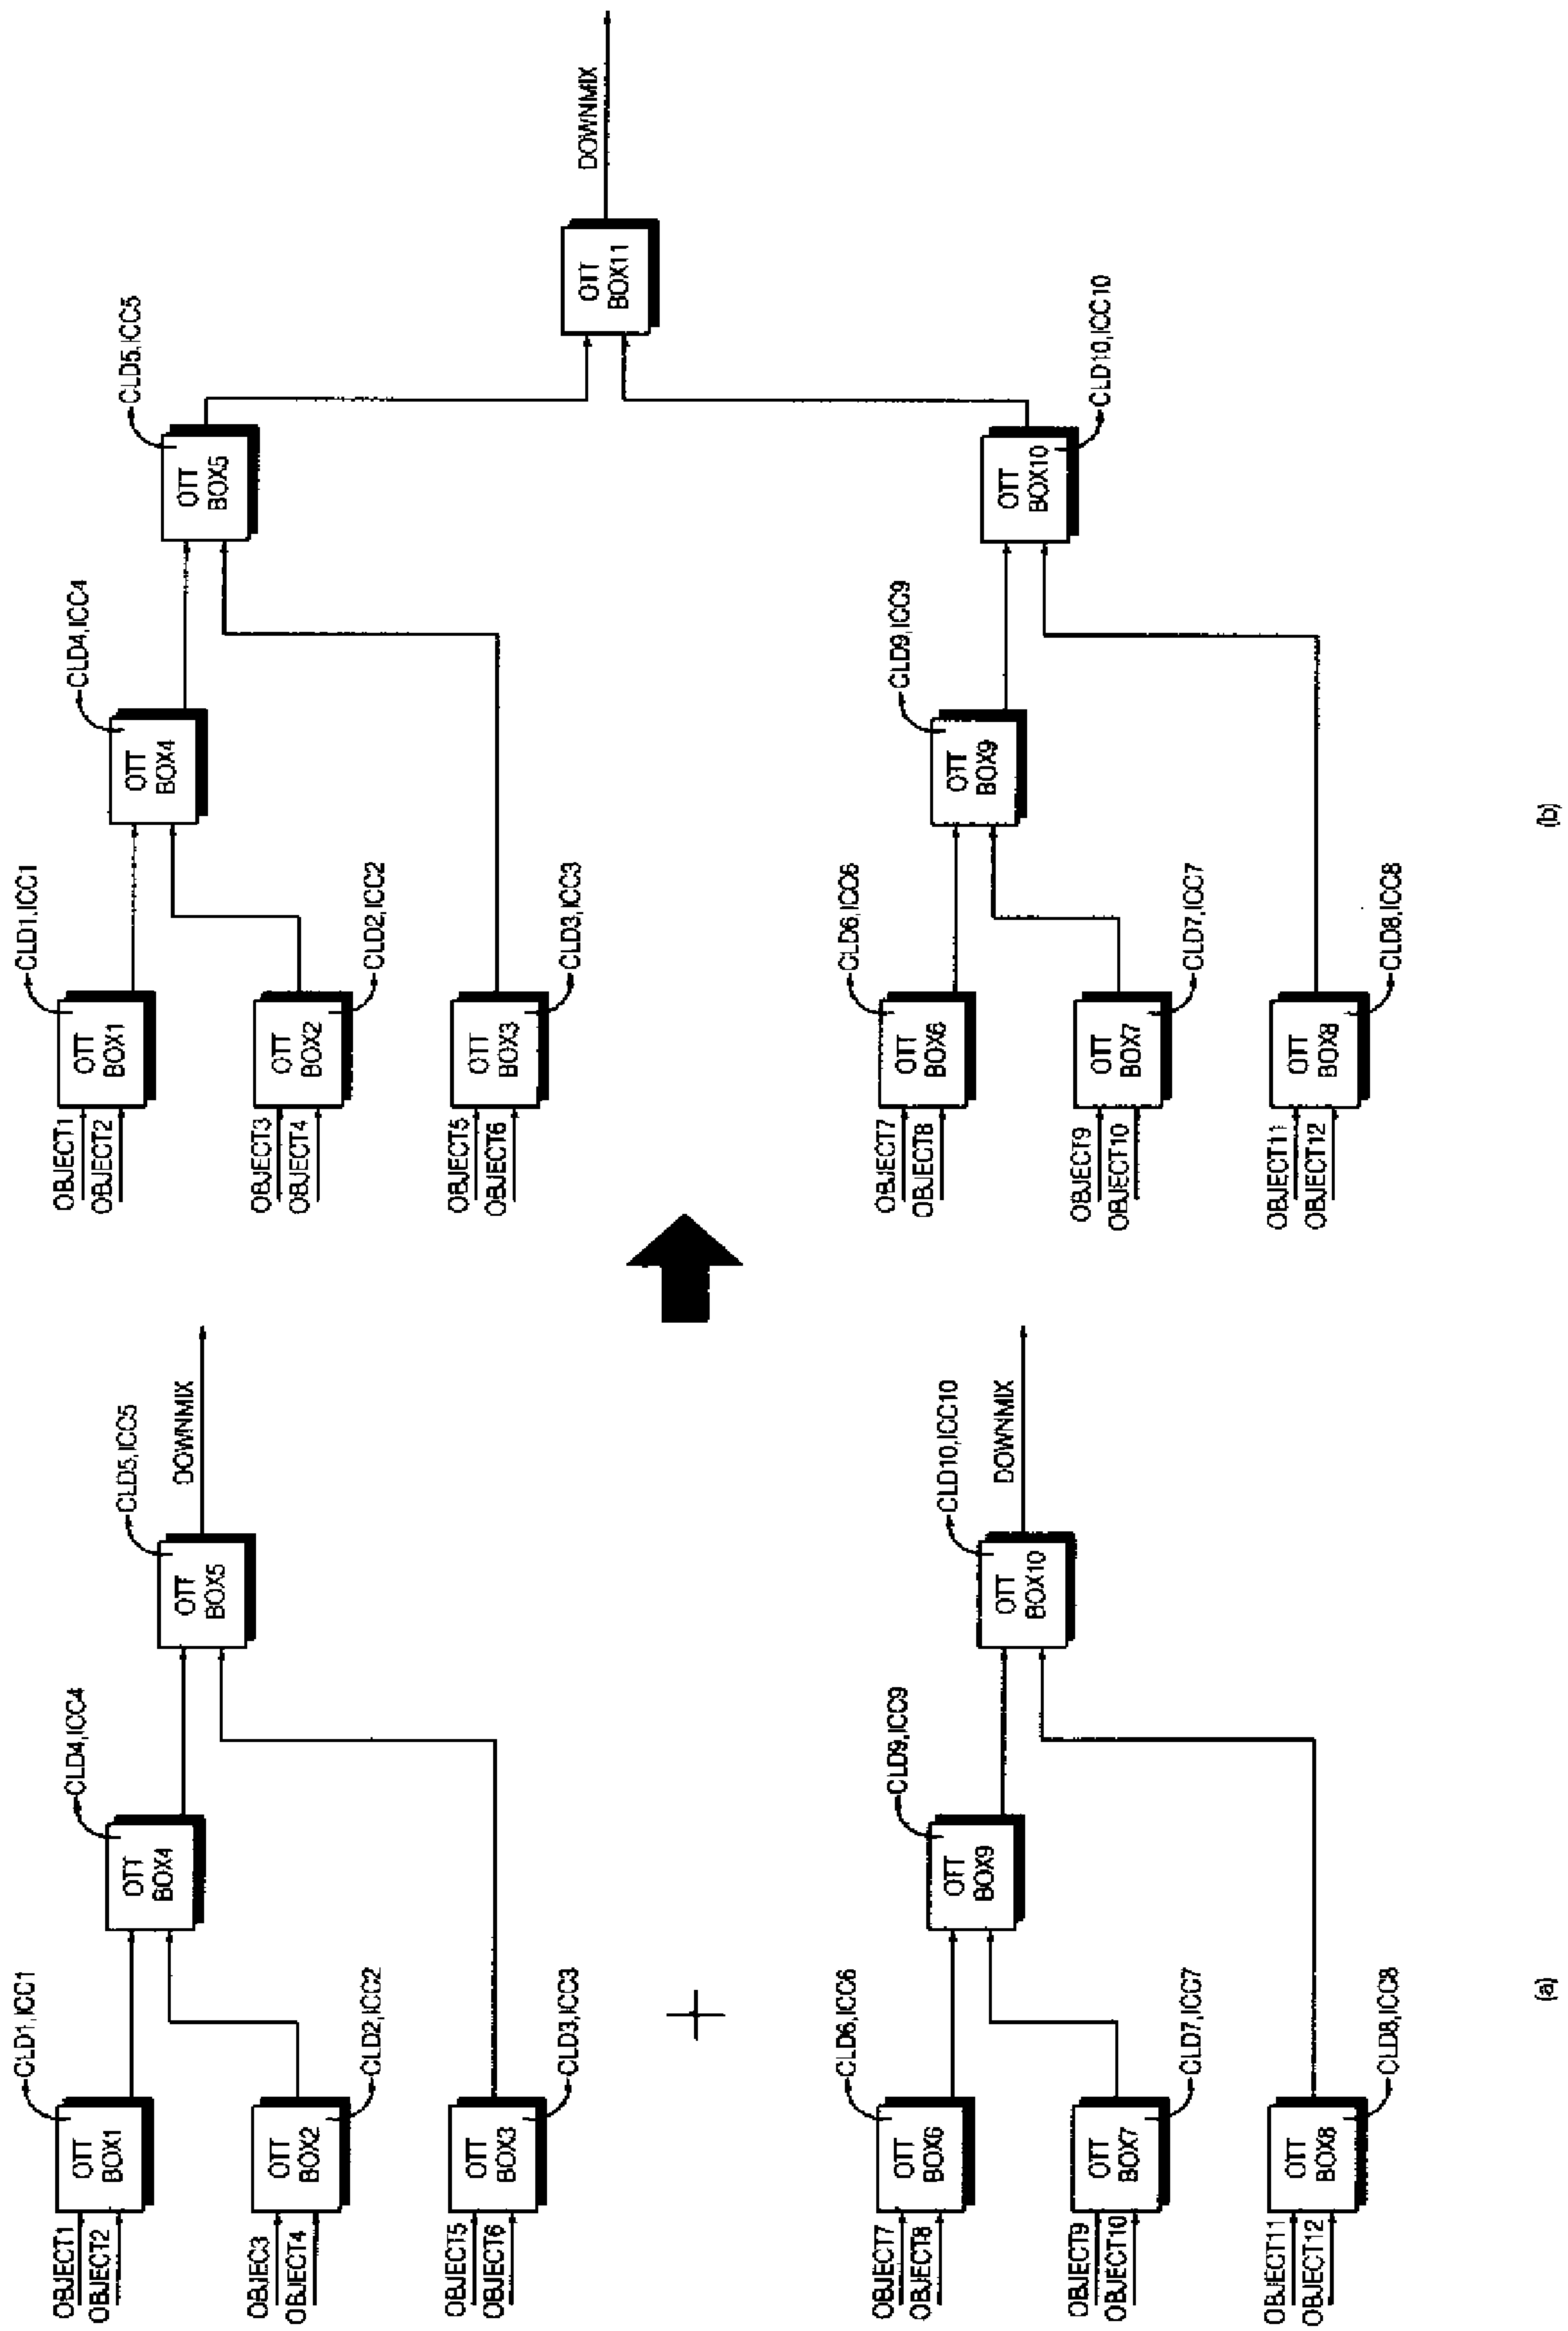 CLD1,ICC1
OBJECT1
OBJECT2
OTT
BOX1
CLD4,ICC4
OTT
BOX4
CLD5,ICC5
OTT
BOX5
DOWNMIX
OBJEC3
OBJECT4
OTT
BOX2
CLD2,ICC2
OBJECT5
OBJECT6
OTT
BOX3
CLD3,ICC3
+
CLD6,ICC6
OBJECT7
OBJECT8
OTT
BOX6
CLD9,ICC9
OTT
BOX9
CLD10,ICC10
OTT
BOX10
DOWNMIX
OBJECT9
OBJECT10
OTT
BOX7
CLD7,ICC7
OBJECT11
OBJECT12
OTT
BOX8
CLD8,ICC8
(a)
CLD1,ICC1
OBJECT1
OBJECT2
OTT
BOX1
CLD4,ICC4
OTT
BOX4
CLD5,ICC5
OTT
BOX5
OBJECT3
OBJECT4
OTT
BOX2
CLD2,ICC2
OBJECT5
OBJECT6
OTT
BOX3
CLD3,ICC3
OTT
BOX11
DOWNMIX
CLD6,ICC6
OBJECT7
OBJECT8
OTT
BOX6
CLD9,ICC9
OTT
BOX9
OTT
BOX10
CLD10,ICC10
OBJECT9
OBJECT10
OTT
BOX7
CLD7,ICC7
OBJECT11
OBJECT12
OTT
BOX8
CLD8,ICC8
(b)